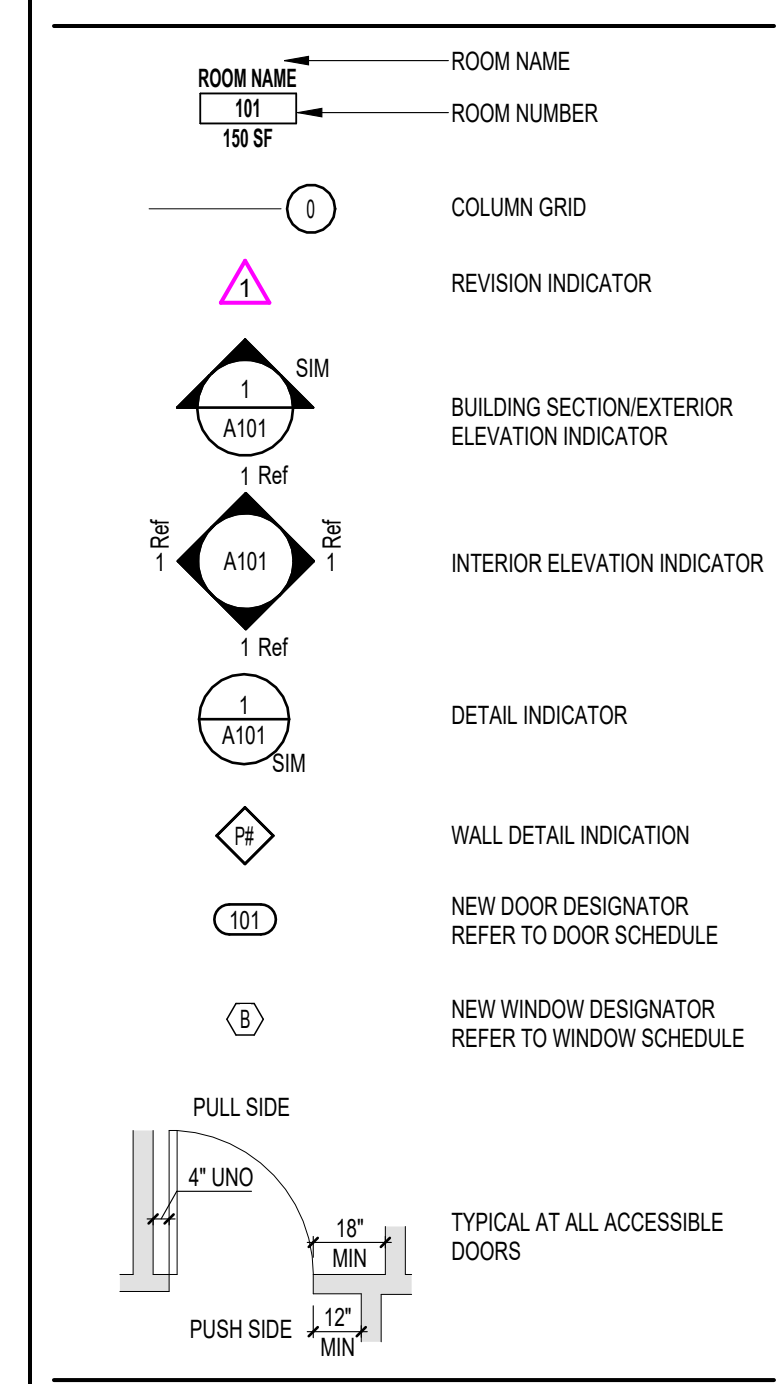 ROOM NAME
ROOM NAME
101
ROOM NUMBER
150 SF
0
COLUMN GRID
1
REVISION INDICATOR
SIM
1
A101
BUILDING SECTION/EXTERIOR
ELEVATION INDICATOR
1 Ref
1 Ref
A101
1 Ref
INTERIOR ELEVATION INDICATOR
1 Ref
1
A101
SIM
DETAIL INDICATOR
P#
WALL DETAIL INDICATION
101
NEW DOOR DESIGNATOR
REFER TO DOOR SCHEDULE
B
NEW WINDOW DESIGNATOR
REFER TO WINDOW SCHEDULE
PULL SIDE
4" UNO
18"
MIN
TYPICAL AT ALL ACCESSIBLE
DOORS
PUSH SIDE
12"
MIN